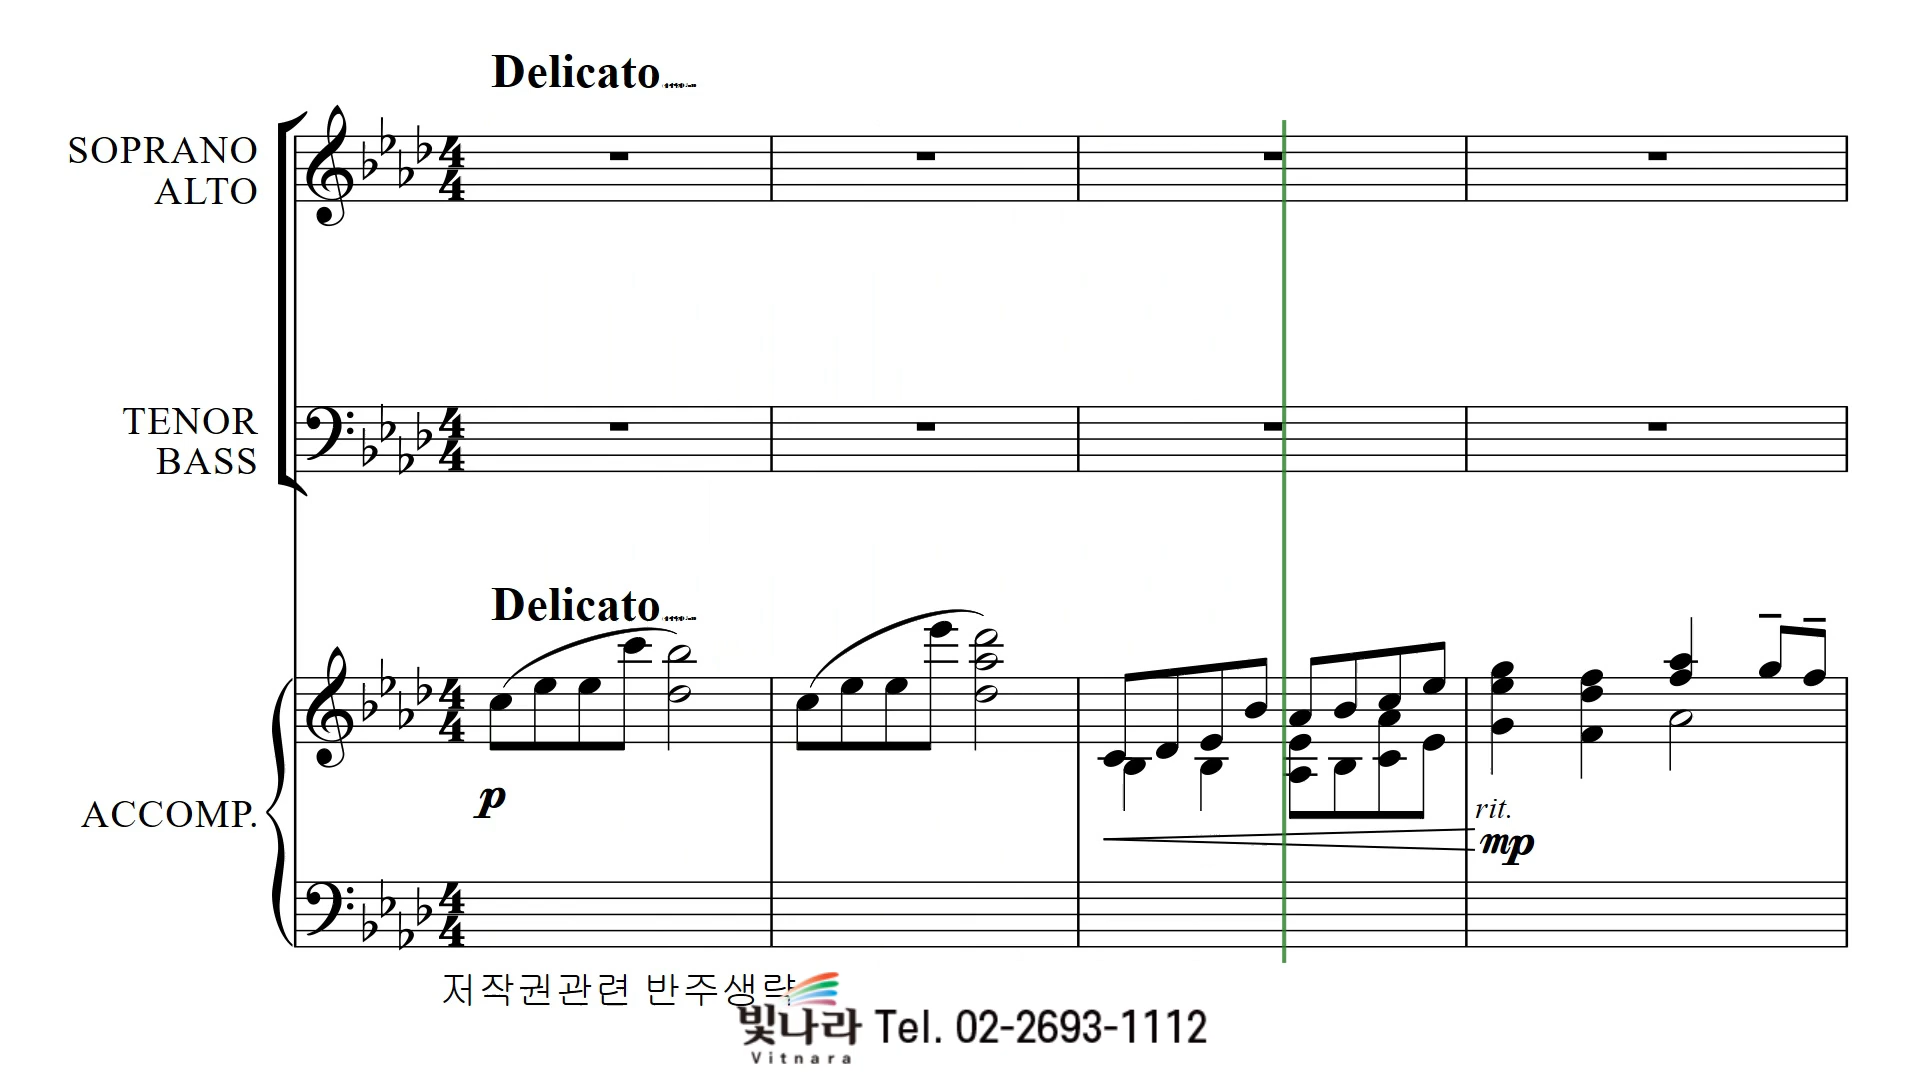 Delicato
SOPRANO
ALTO
TENOR
BASS
Delicato
p
ACCOMP.
rit.
mp
저작권관련 반주생략
빛나라 Tel. 02-2693-1112
Vitnara